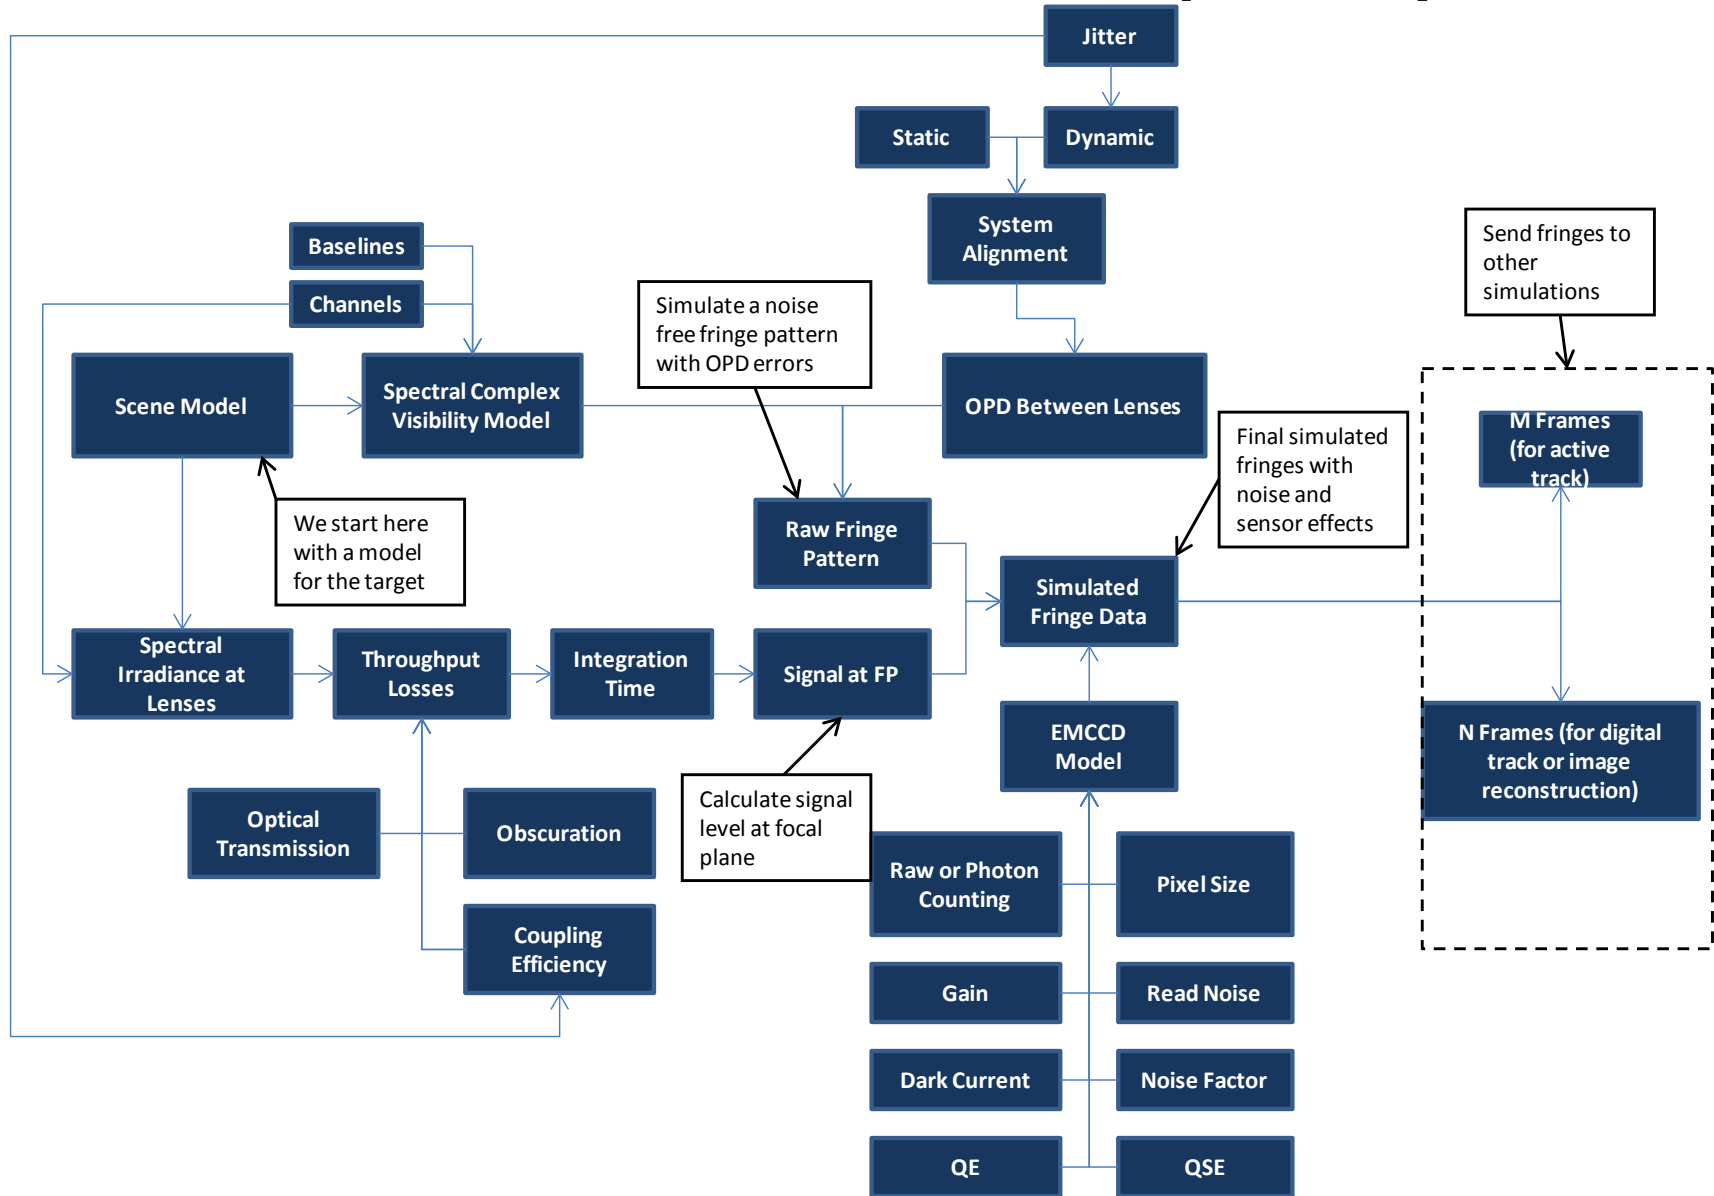 Jitter
Static
Dynamic
System
Alignment
Send fringes to
other
simulations
Baselines
Channels
Simulate a noise
free fringe pattern
with OPD errors
Scene Model
Spectral Complex
Visibility Model
OPD Between Lenses
M Frames
(for active
track)
Final simulated
fringes with
noise and
sensor effects
We start here
with a model
for the target
Raw Fringe
Pattern
Simulated
Fringe Data
Spectral
Irradiance at
Lenses
Throughput
Losses
Integration
Time
Signal at FP
EMCCD
Model
N Frames (for digital
track or image
reconstruction)
Optical
Transmission
Obscuration
Calculate signal
level at focal
plane
Raw or Photon
Counting
Pixel Size
Coupling
Efficiency
Gain
Read Noise
Dark Current
Noise Factor
QE
QSE